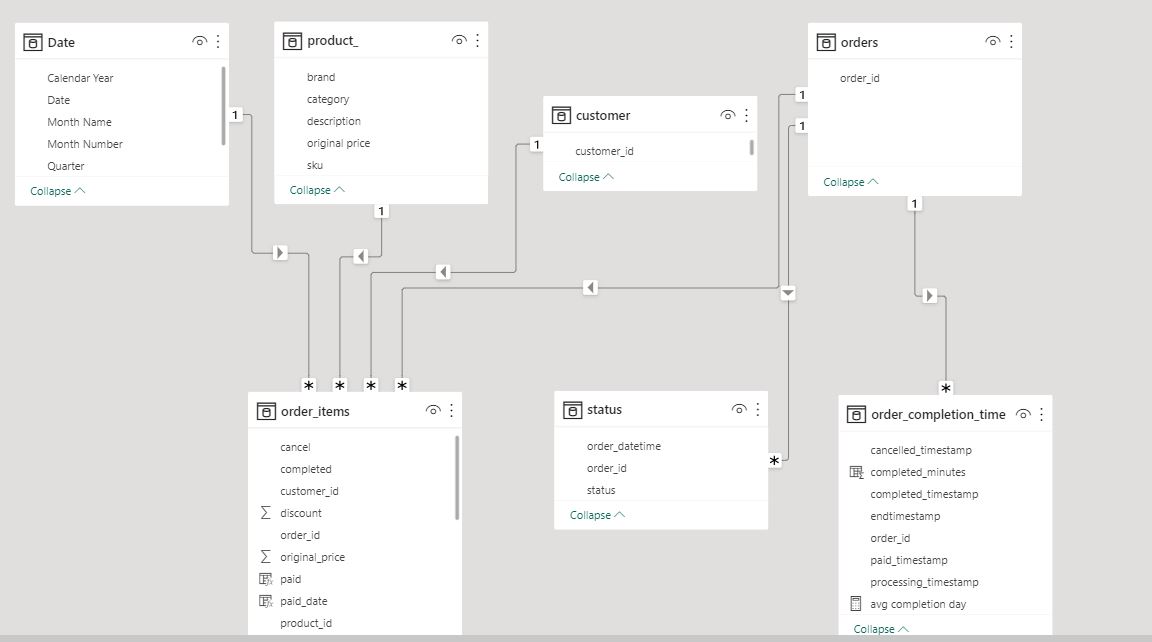 Date
Calendar Year
Date
Month Name
Month Number
Quarter
Collapse
product_
brand
category
description
original price
sku
Collapse
customer
customer_id
Collapse
orders
order_id
Collapse
1
1
1
1
1
1
*
*
*
*
*
*
order_items
cancel
completed
customer_id
discount
order_id
original_price
paid
paid_date
product_id
status
order_datetime
order_id
status
Collapse
order_completion_time
cancelled_timestamp
completed_minutes
completed_timestamp
endtimestamp
order_id
paid_timestamp
processing_timestamp
avg completion day
Collapse